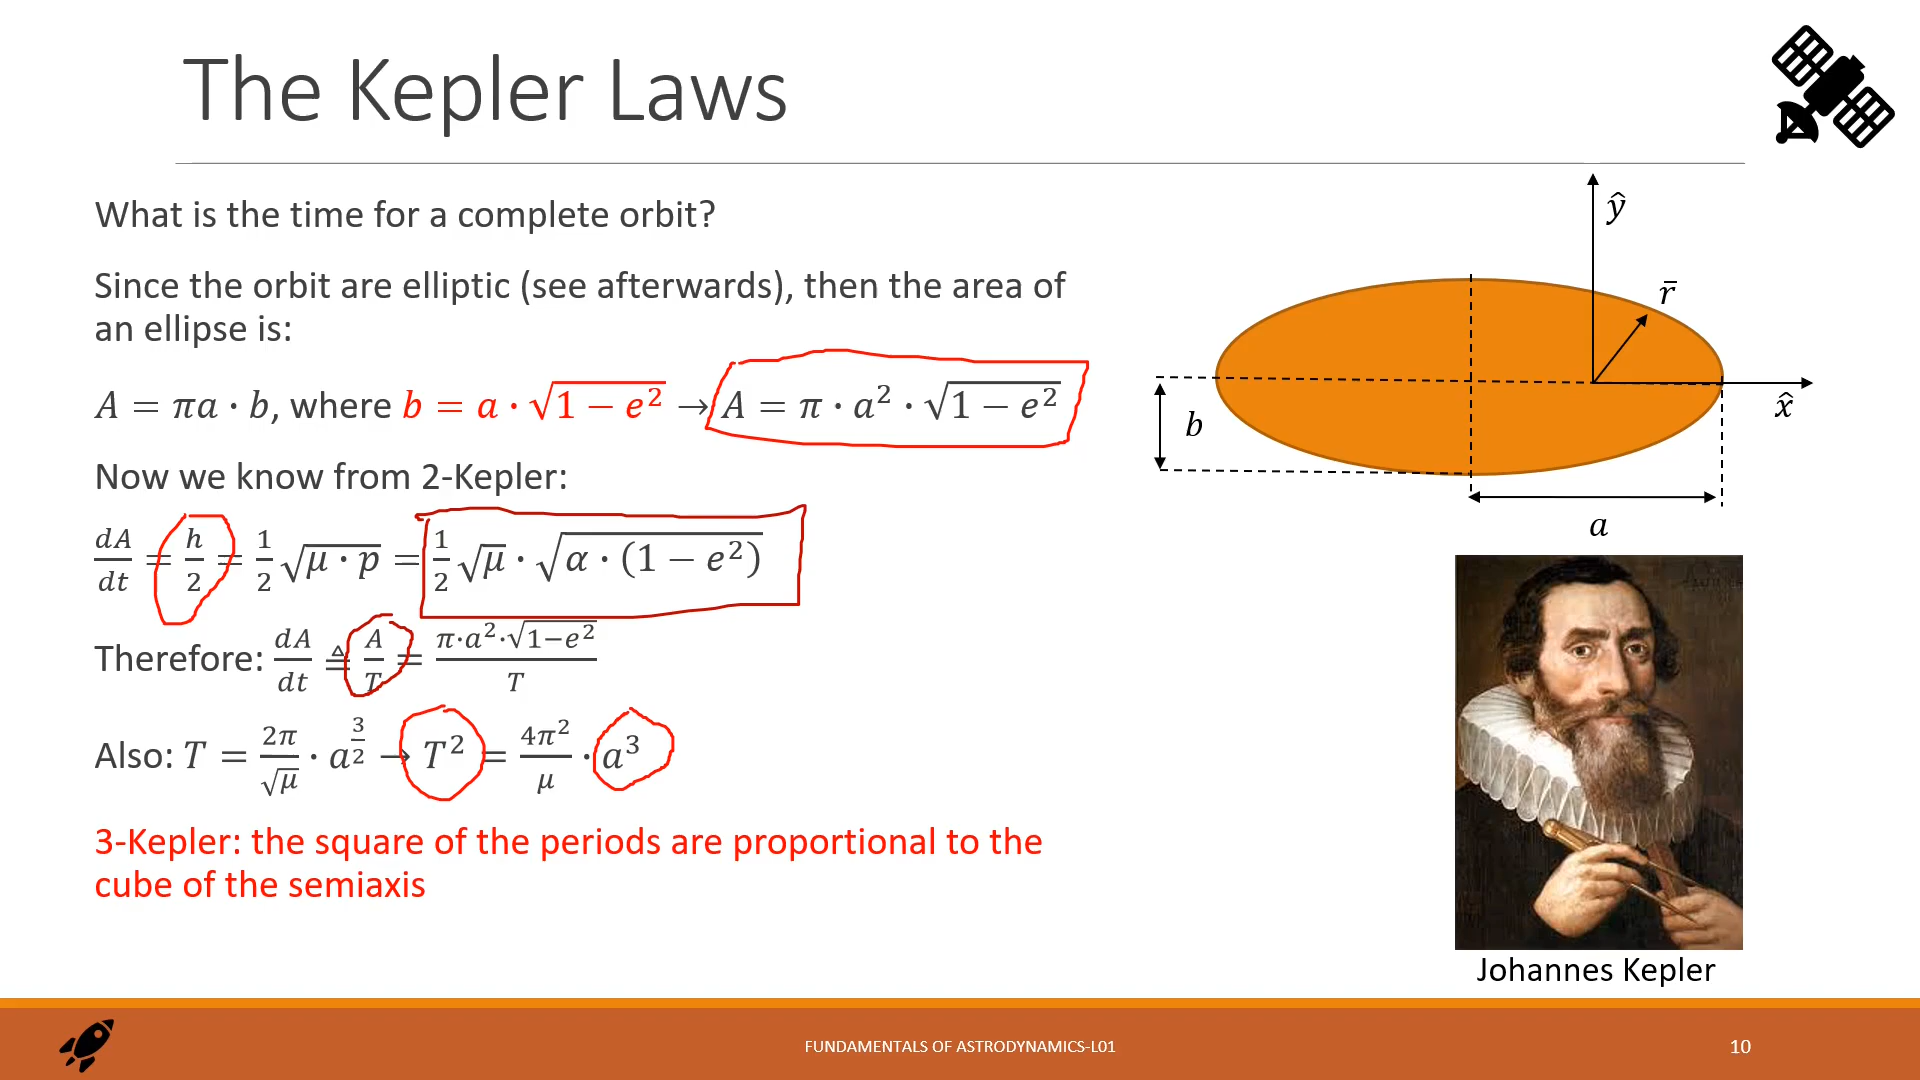 The Kepler Laws
What is the time for a complete orbit?
Since the orbit are elliptic (see afterwards), then the area of
an ellipse is:
A = πa · b, where b = a · √(1 − e²) → A = π · a² · √(1 − e²)
Now we know from 2-Kepler:
dA/dt = h/2 = 1/2 √(μ · p) = 1/2 √μ · √(α · (1 − e²))
Therefore: dA/dt ≜ A/T = (π·a²·√(1−e²))/T
Also: T = 2π/√μ · a^(3/2) → T² = 4π²/μ · a³
3-Kepler: the square of the periods are proportional to the
cube of the semiaxis
ŷ
r̄
x̂
b
a
Johannes Kepler
FUNDAMENTALS OF ASTRODYNAMICS-L01
10